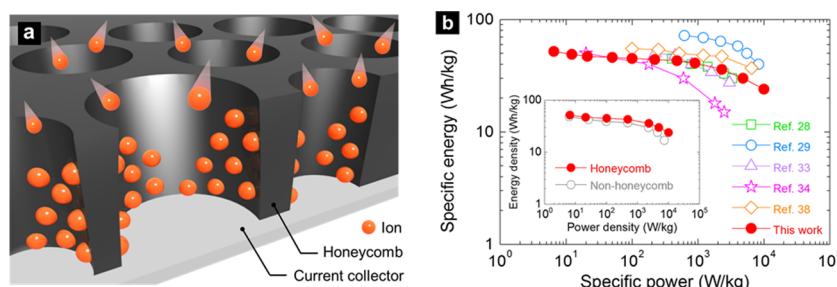 a
Ion
Honeycomb
Current collector
b
Specific energy (Wh/kg)
100
10
1
10⁰
10¹
10²
10³
10⁴
10
Specific power (W/kg)
Ref. 28
Ref. 29
Ref. 33
Ref. 34
Ref. 38
This work
Energy density (Wh/kg)
100
10
1
Honeycomb
Non-honeycomb
10⁰
10¹
10²
10³
10⁴
10⁵
Power density (W/kg)